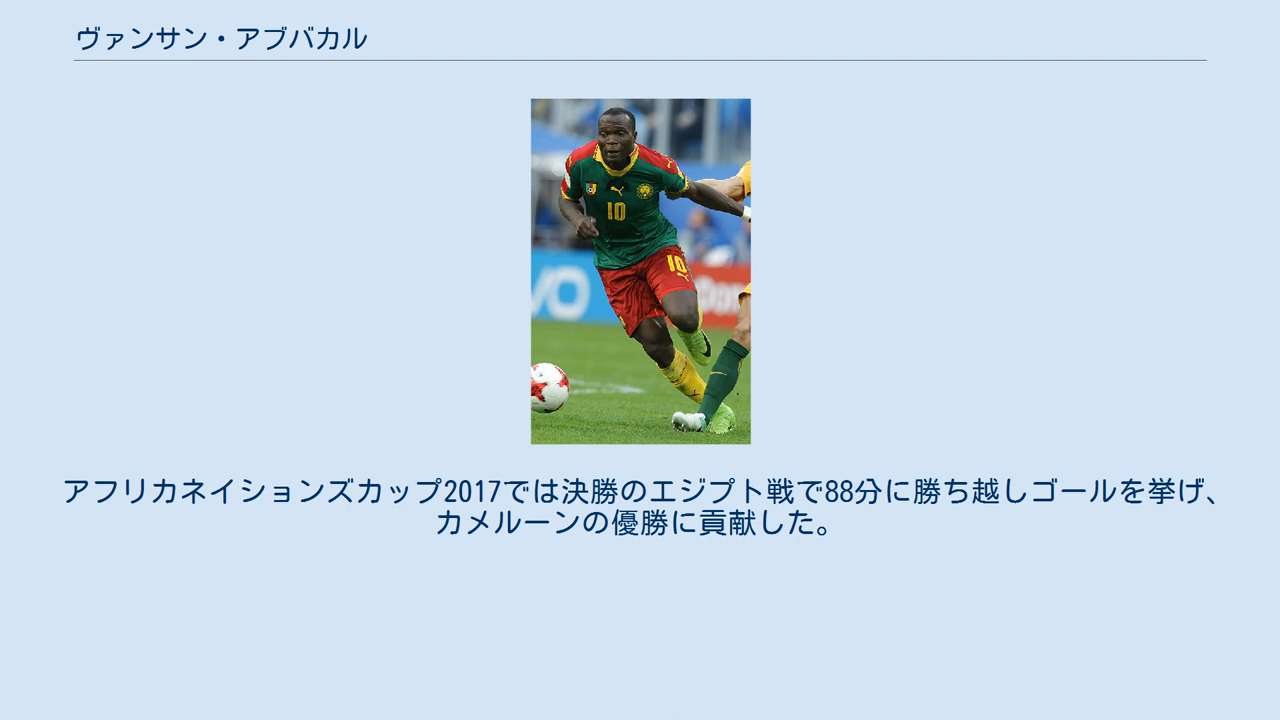 ヴァンサン・アブバカル
10
10
VO
アフリカネイションズカップ2017では決勝のエジプト戦で88分に勝ち越しゴールを挙げ、
カメルーンの優勝に貢献した。